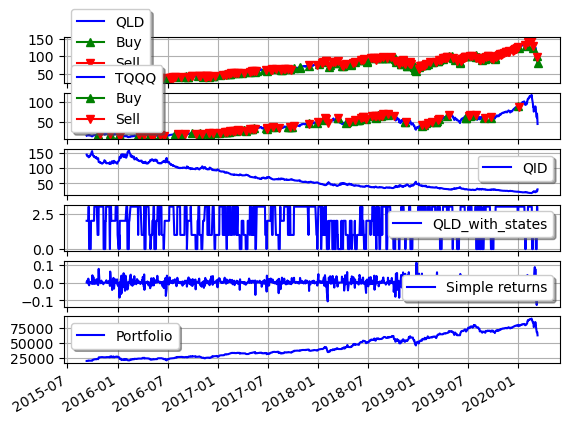 QLD
Buy
Sell
150
100
50
TQQQ
Buy
Sell
100
50
150
100
50
QID
2.5
0.0
QLD_with_states
0.1
0.0
−0.1
Simple returns
75000
50000
25000
Portfolio
2015-07
2016-01
2016-07
2017-01
2017-07
2018-01
2018-07
2019-01
2019-07
2020-01